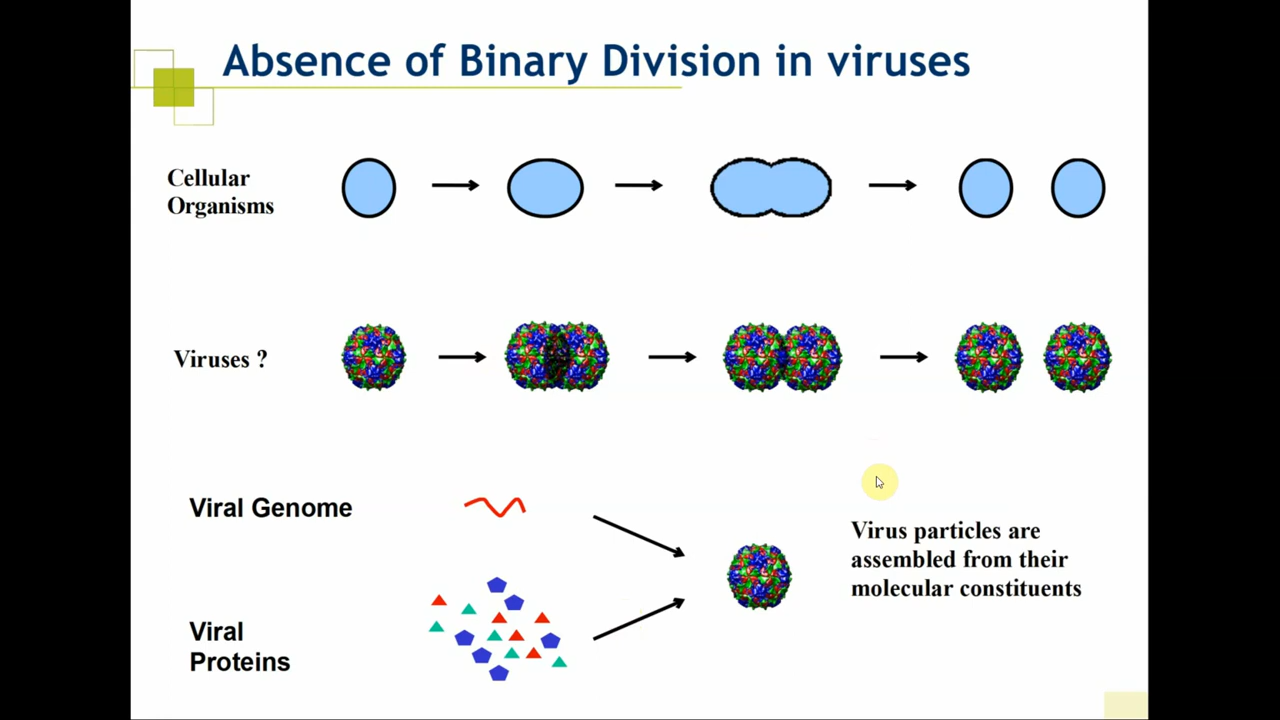 Absence of Binary Division in viruses
Cellular
Organisms
Viruses ?
Viral Genome
Virus particles are
assembled from their
molecular constituents
Viral
Proteins